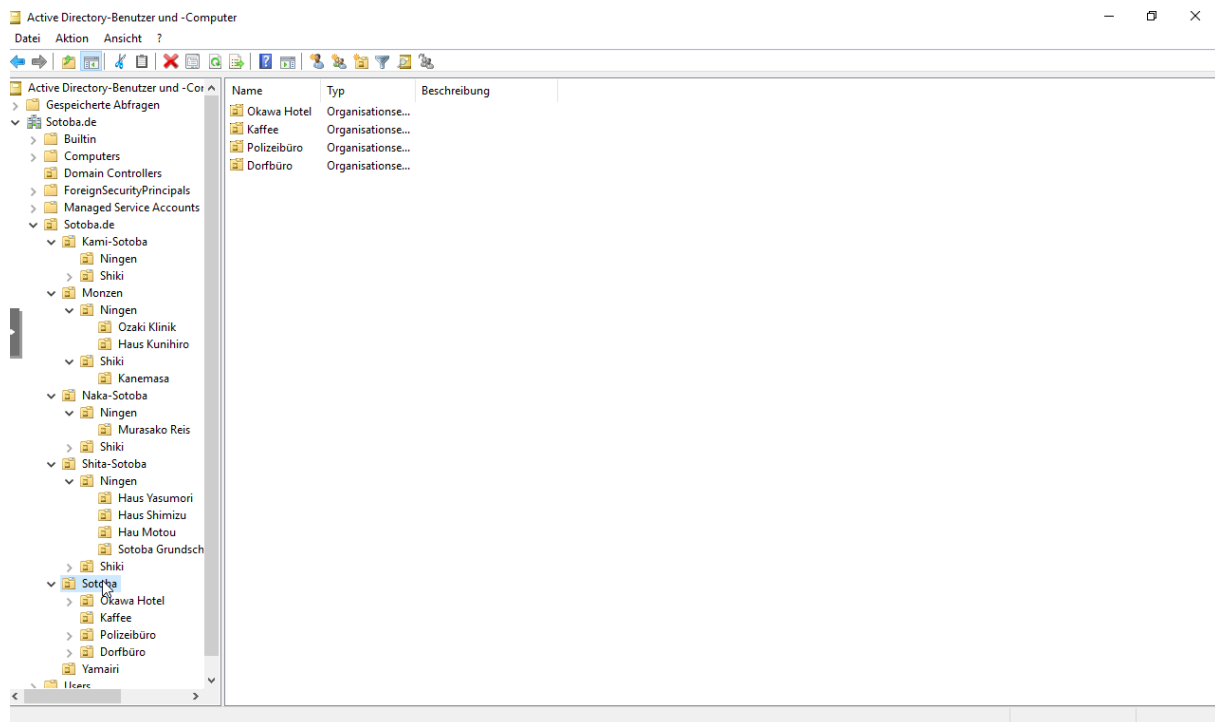 Active Directory-Benutzer und -Computer
Datei Aktion Ansicht ?
Active Directory-Benutzer und -Cor
Gespeicherte Abfragen
Sotoba.de
Builtin
Computers
Domain Controllers
ForeignSecurityPrincipals
Managed Service Accounts
Sotoba.de
Kami-Sotoba
Ningen
Shiki
Monzen
Ningen
Ozaki Klinik
Haus Kunihiro
Shiki
Kanemasa
Naka-Sotoba
Ningen
Murasako Reis
Shiki
Shita-Sotoba
Ningen
Haus Yasumori
Haus Shimizu
Hau Motou
Sotoba Grundsch
Shiki
Sotoba
Okawa Hotel
Kaffee
Polizeibüro
Dorfbüro
Yamairi
Users
Name Typ Beschreibung
Okawa Hotel Organisationse...
Kaffee Organisationse...
Polizeibüro Organisationse...
Dorfbüro Organisationse...